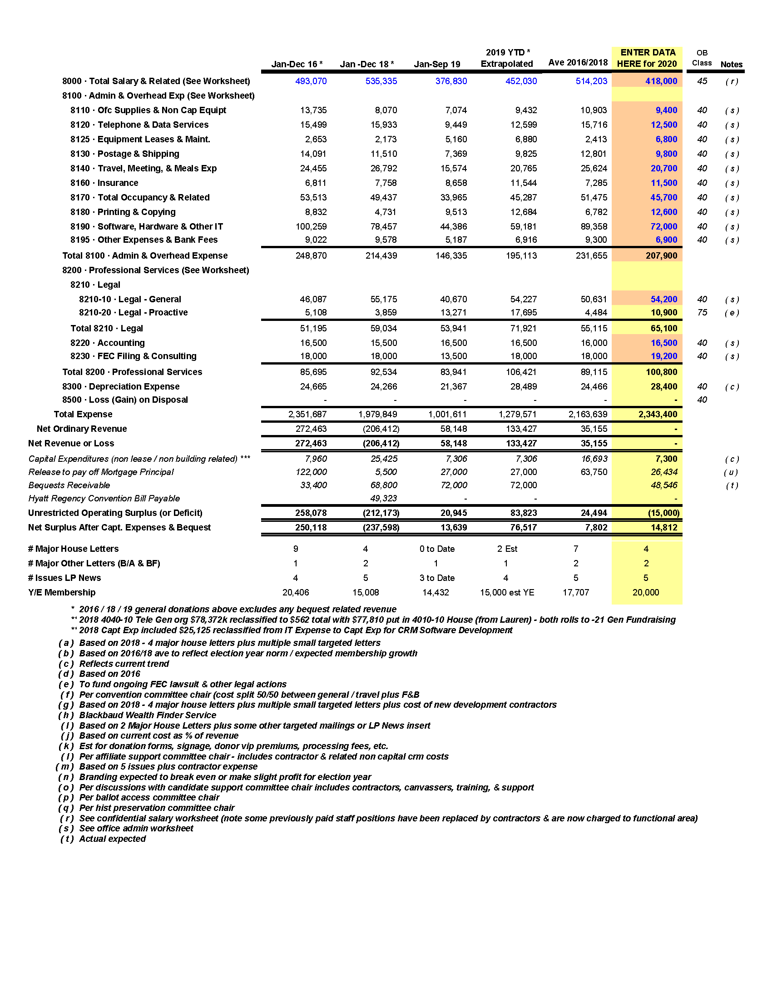 2019 YTD * ENTER DATA OB
Jan-Dec 16 * Jan -Dec 18 * Jan-Sep 19 Extrapolated Ave 2016/2018 HERE for 2020 Class Notes
8000 · Total Salary & Related (See Worksheet) 493,070 535,335 376,830 452,030 514,203 418,000 45 ( r )
8100 · Admin & Overhead Exp (See Worksheet)
8110 · Ofc Supplies & Non Cap Equipt 13,735 8,070 7,074 9,432 10,903 9,400 40 ( s )
8120 · Telephone & Data Services 15,499 15,933 9,449 12,599 15,716 12,500 40 ( s )
8125 · Equipment Leases & Maint. 2,653 2,173 5,160 6,880 2,413 6,800 40 ( s )
8130 · Postage & Shipping 14,091 11,510 7,369 9,825 12,801 9,800 40 ( s )
8140 · Travel, Meeting, & Meals Exp 24,455 26,792 15,574 20,765 25,624 20,700 40 ( s )
8160 · Insurance 6,811 7,758 8,658 11,544 7,285 11,500 40 ( s )
8170 · Total Occupancy & Related 53,513 49,437 33,965 45,287 51,475 45,700 40 ( s )
8180 · Printing & Copying 8,832 4,731 9,513 12,684 6,782 12,600 40 ( s )
8190 · Software, Hardware & Other IT 100,259 78,457 44,386 59,181 89,358 72,000 40 ( s )
8195 · Other Expenses & Bank Fees 9,022 9,578 5,187 6,916 9,300 6,900 40 ( s )
Total 8100 · Admin & Overhead Expense 248,870 214,439 146,335 195,113 231,655 207,900
8200 · Professional Services (See Worksheet)
8210 · Legal
8210-10 · Legal - General 46,087 55,175 40,670 54,227 50,631 54,200 40 ( s )
8210-20 · Legal - Proactive 5,108 3,859 13,271 17,695 4,484 10,900 75 ( e )
Total 8210 · Legal 51,195 59,034 53,941 71,921 55,115 65,100
8220 · Accounting 16,500 15,500 16,500 16,500 16,000 16,500 40 ( s )
8230 · FEC Filing & Consulting 18,000 18,000 13,500 18,000 18,000 19,200 40 ( s )
Total 8200 · Professional Services 85,695 92,534 83,941 106,421 89,115 100,800
8300 · Depreciation Expense 24,665 24,266 21,367 28,489 24,466 28,400 40 ( c )
8500 · Loss (Gain) on Disposal - - - - - - 40
Total Expense 2,351,687 1,979,849 1,001,611 1,279,571 2,163,639 2,343,400
Net Ordinary Revenue 272,463 (206,412) 58,148 133,427 35,155 -
Net Revenue or Loss 272,463 (206,412) 58,148 133,427 35,155 -
Capital Expenditures (non lease / non building related) *** 7,960 25,425 7,306 7,306 16,693 7,300 ( c )
Release to pay off Mortgage Principal 122,000 5,500 27,000 27,000 63,750 26,434 ( u )
Bequests Receivable 33,400 68,800 72,000 72,000 48,546 ( t )
Hyatt Regency Convention Bill Payable 49,323 - - -
Unrestricted Operating Surplus (or Deficit) 258,078 (212,173) 20,945 83,823 24,494 (15,000)
Net Surplus After Capt. Expenses & Bequest 250,118 (237,598) 13,639 76,517 7,802 14,812
# Major House Letters 9 4 0 to Date 2 Est 7 4
# Major Other Letters (B/A & BF) 1 2 1 1 2 2
# Issues LP News 4 5 3 to Date 4 5 5
Y/E Membership 20,406 15,008 14,432 15,000 est YE 17,707 20,000
* 2016 / 18 / 19 general donations above excludes any bequest related revenue
** 2018 4040-10 Tele Gen org $78,372k reclassified to $562 total with $77,810 put in 4010-10 House (from Lauren) - both rolls to -21 Gen Fundraising
** 2018 Capt Exp included $25,125 reclassified from IT Expense to Capt Exp for CRM Software Development
( a ) Based on 2018 - 4 major house letters plus multiple small targeted letters
( b ) Based on 2016/18 ave to reflect election year norm / expected membership growth
( c ) Reflects current trend
( d ) Based on 2016
( e ) To fund ongoing FEC lawsuit & other legal actions
( f ) Per convention committee chair (cost split 50/50 between general / travel plus F&B
( g ) Based on 2018 - 4 major house letters plus multiple small targeted letters plus cost of new development contractors
( h ) Blackbaud Wealth Finder Service
( I ) Based on 2 Major House Letters plus some other targeted mailings or LP News insert
( j ) Based on current cost as % of revenue
( k ) Est for donation forms, signage, donor vip premiums, processing fees, etc.
( l ) Per affiliate support committee chair - includes contractor & related non capital crm costs
( m ) Based on 5 issues plus contractor expense
( n ) Branding expected to break even or make slight profit for election year
( o ) Per discussions with candidate support committee chair includes contractors, canvassers, training, & support
( p ) Per ballot access committee chair
( q ) Per hist preservation committee chair
( r ) See confidential salary worksheet (note some previously paid staff positions have been replaced by contractors & are now charged to functional area)
( s ) See office admin worksheet
( t ) Actual expected